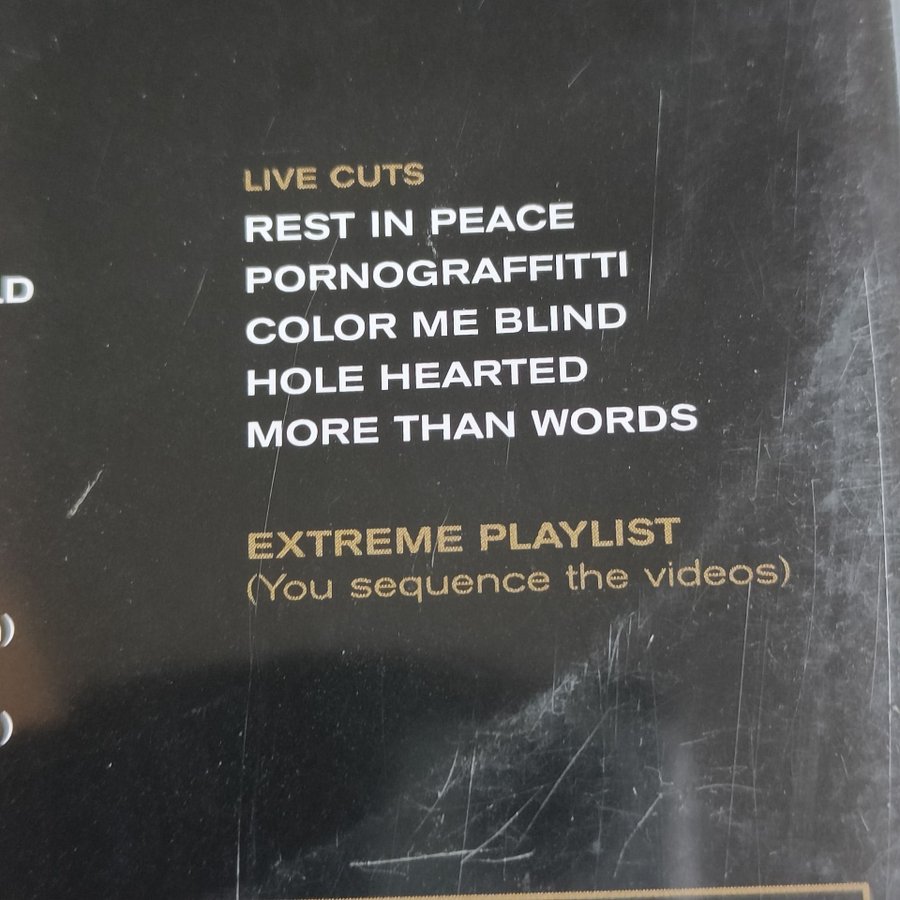 LIVE CUTS
REST IN PEACE
PORNOGRAFFITTI
COLOR ME BLIND
HOLE HEARTED
MORE THAN WORDS
EXTREME PLAYLIST
(You sequence the videos)